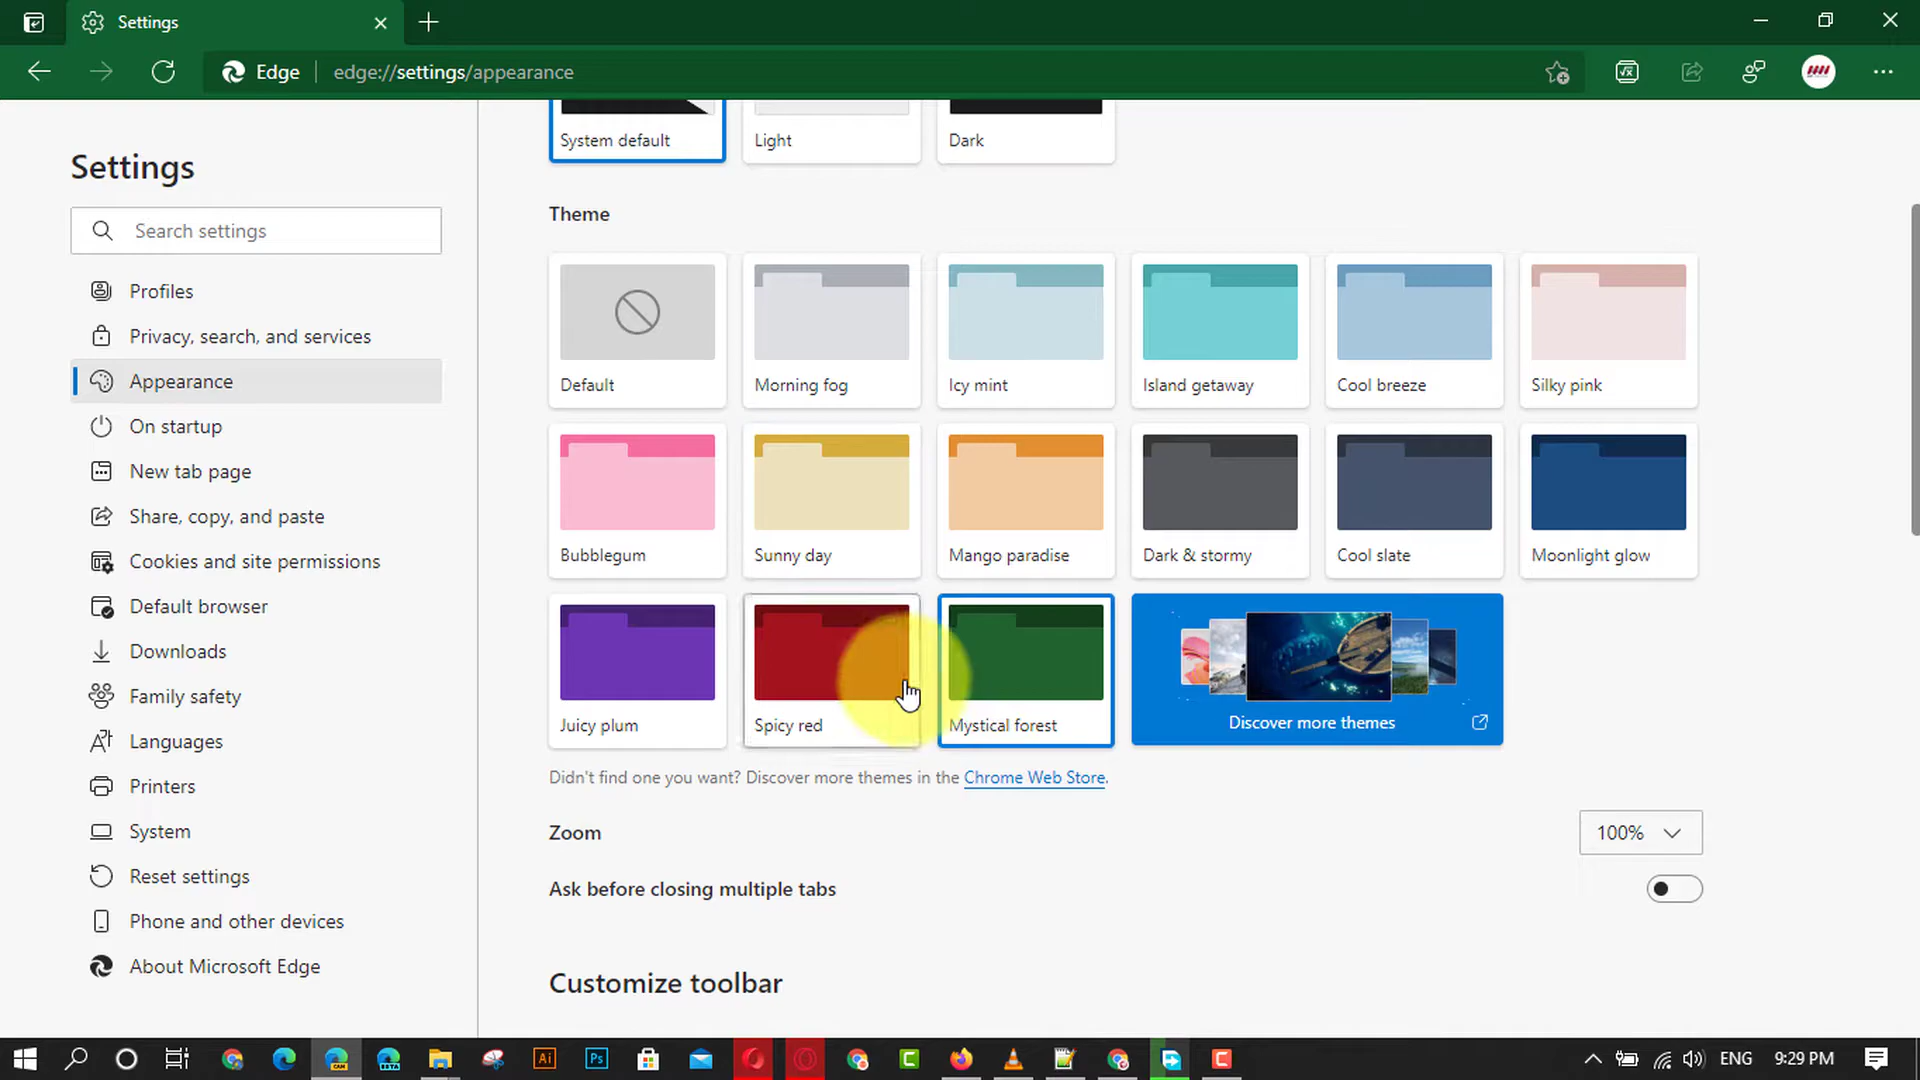 Settings
Edge
edge://settings/appearance
System default
Light
Dark
Settings
Search settings
Profiles
Privacy, search, and services
Appearance
On startup
New tab page
Share, copy, and paste
Cookies and site permissions
Default browser
Downloads
Family safety
Languages
Printers
System
Reset settings
Phone and other devices
About Microsoft Edge
Theme
Default
Morning fog
Icy mint
Island getaway
Cool breeze
Silky pink
Bubblegum
Sunny day
Mango paradise
Dark & stormy
Cool slate
Moonlight glow
Juicy plum
Spicy red
Mystical forest
Discover more themes
Didn't find one you want? Discover more themes in the Chrome Web Store.
Zoom
100%
Ask before closing multiple tabs
Customize toolbar
CAN
BETA
Ai
Ps
C
C
ENG
9:29 PM